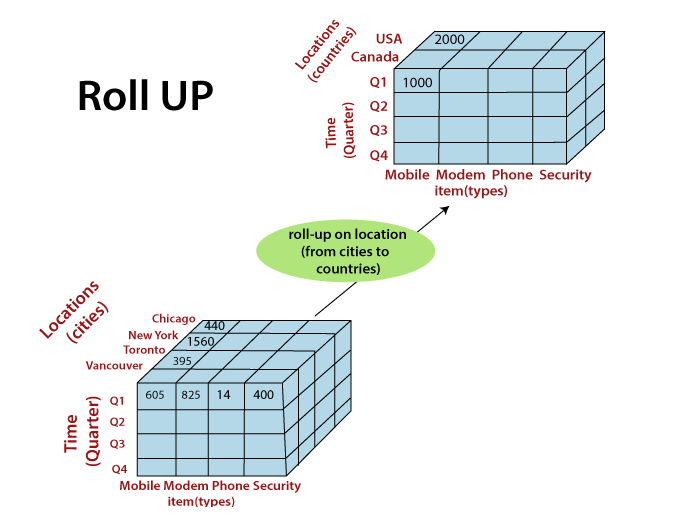 Roll UP
Locations
(countries)
USA
Canada
2000
Q1
1000
Q2
Q3
Q4
Time
(Quarter)
Mobile Modem Phone Security
item(types)
roll-up on location
(from cities to
countries)
Locations
(cities)
Chicago
440
New York
1560
Toronto
395
Vancouver
Q1
605 825 14 400
Q2
Q3
Q4
Time
(Quarter)
Mobile Modem Phone Security
item(types)